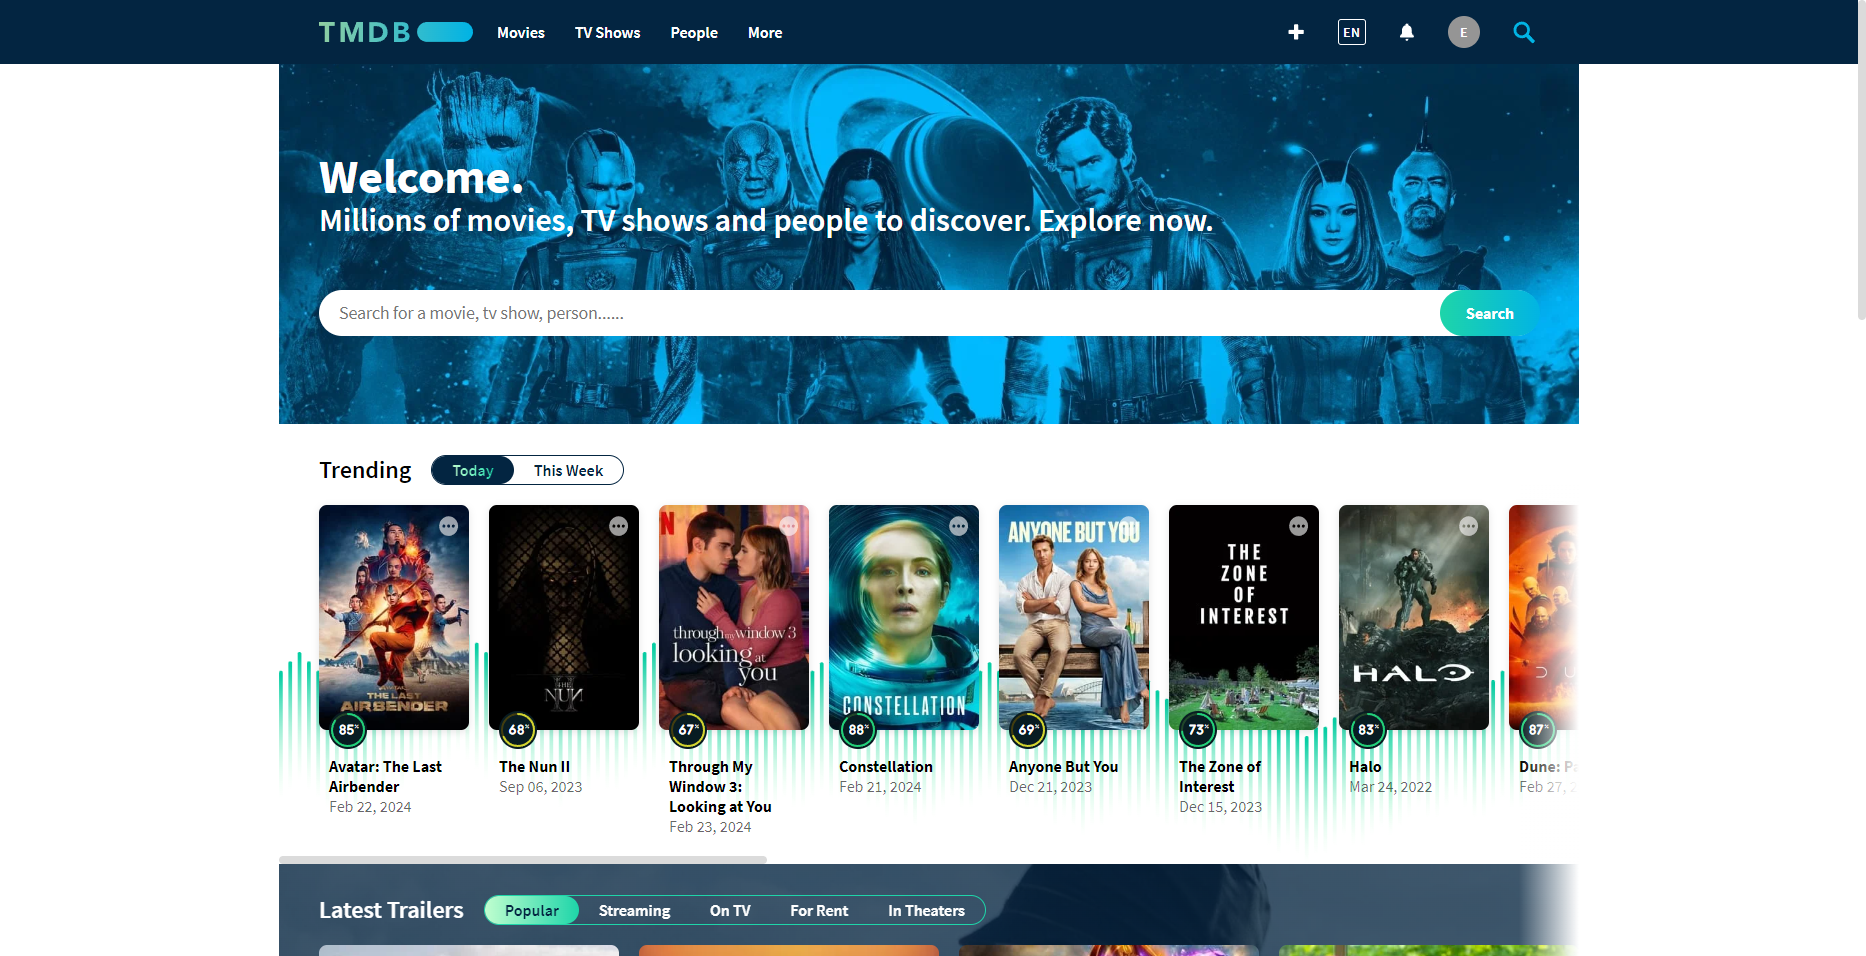 TMDB
Movies
TV Shows
People
More
EN
E
Welcome.
Millions of movies, TV shows and people to discover. Explore now.
Search for a movie, tv show, person......
Search
Trending
Today
This Week
THE LAST
AIRBENDER
THE
NUN
II
N
through my window 3
looking at
you
CONSTELLATION
ANYONE BUT YOU
THE
ZONE
OF
INTEREST
HALO
85%
68%
67%
88%
69%
73%
83%
87%
Avatar: The Last
Airbender
Feb 22, 2024
The Nun II
Sep 06, 2023
Through My
Window 3:
Looking at You
Feb 23, 2024
Constellation
Feb 21, 2024
Anyone But You
Dec 21, 2023
The Zone of
Interest
Dec 15, 2023
Halo
Mar 24, 2022
Dune:
Feb 27,
Latest Trailers
Popular
Streaming
On TV
For Rent
In Theaters